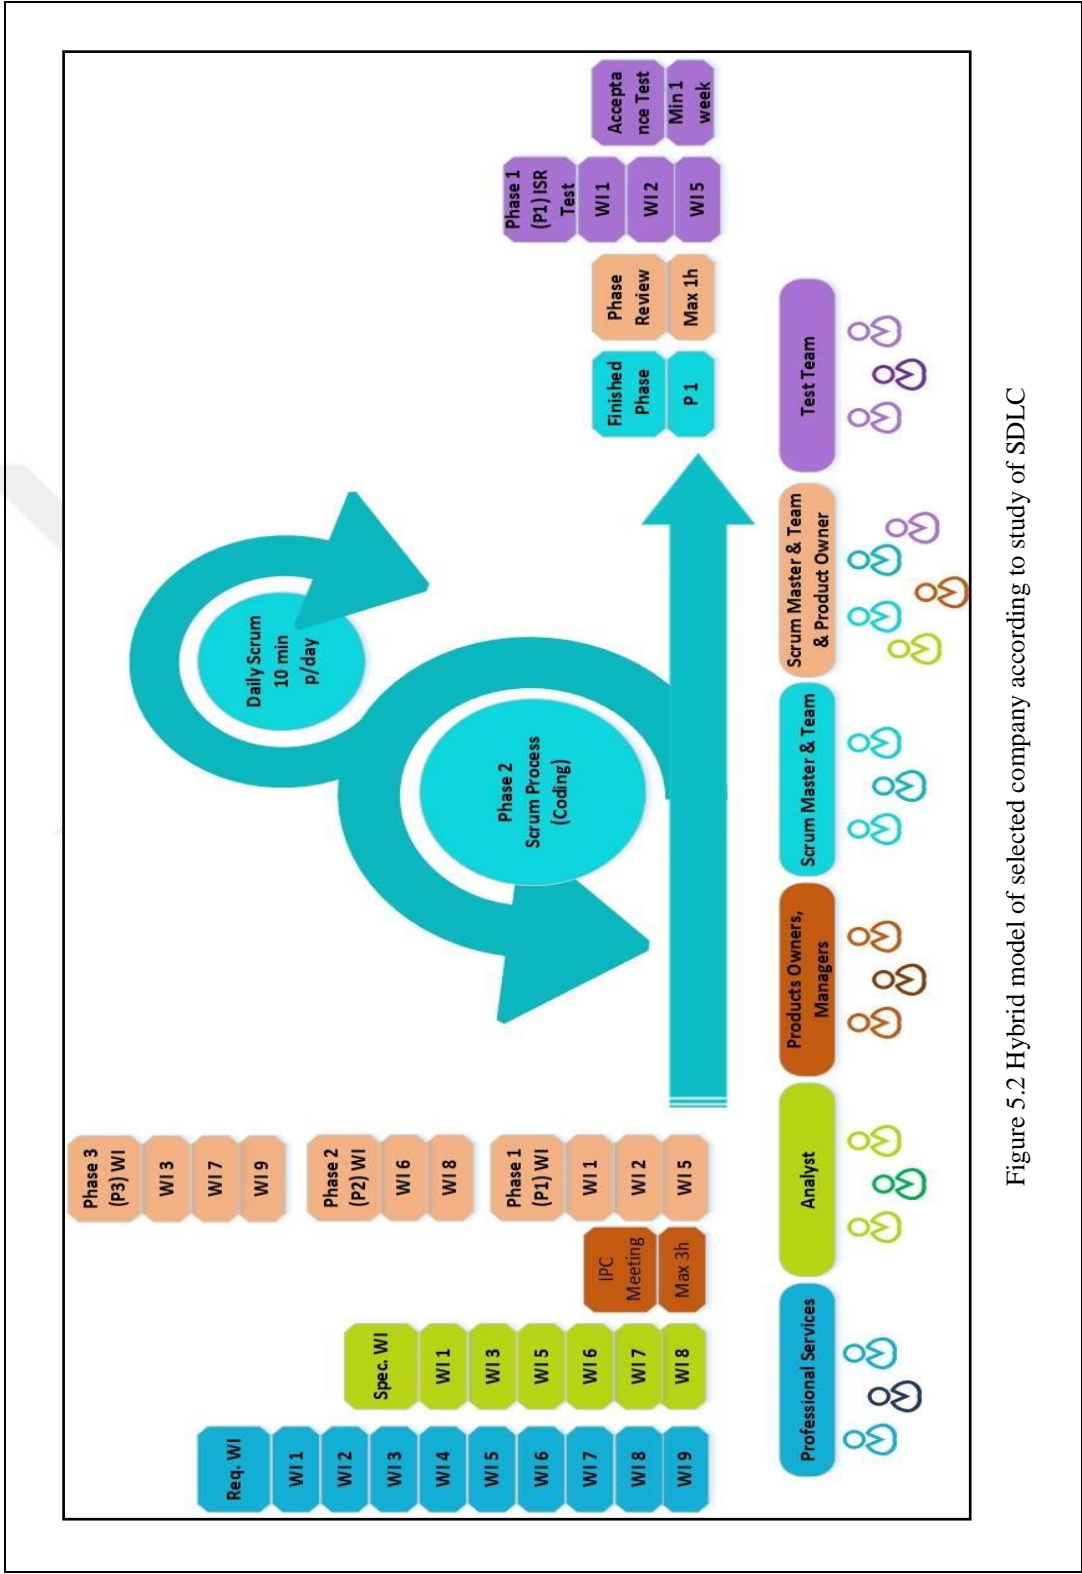 Req. WI
WI 1
WI 2
WI 3
WI 4
WI 5
WI 6
WI 7
WI 8
WI 9
Spec. WI
WI 1
WI 3
WI 5
WI 6
WI 7
WI 8
IPC
Meeting
Max 3h
Phase 3
(P3) WI
WI 3
WI 7
WI 9
Phase 2
(P2) WI
WI 6
WI 8
Phase 1
(P1) WI
WI 1
WI 2
WI 5
Daily Scrum
10 min
p/day
Phase 2
Scrum Process
(Coding)
Finished
Phase
P 1
Phase
Review
Max 1h
Phase 1
(P1) ISR
Test
WI 1
WI 2
WI 5
Accepta
nce Test
Min 1
week
Professional Services
Analyst
Products Owners,
Managers
Scrum Master & Team
Scrum Master & Team
& Product Owner
Test Team
Figure 5.2 Hybrid model of selected company according to study of SDLC